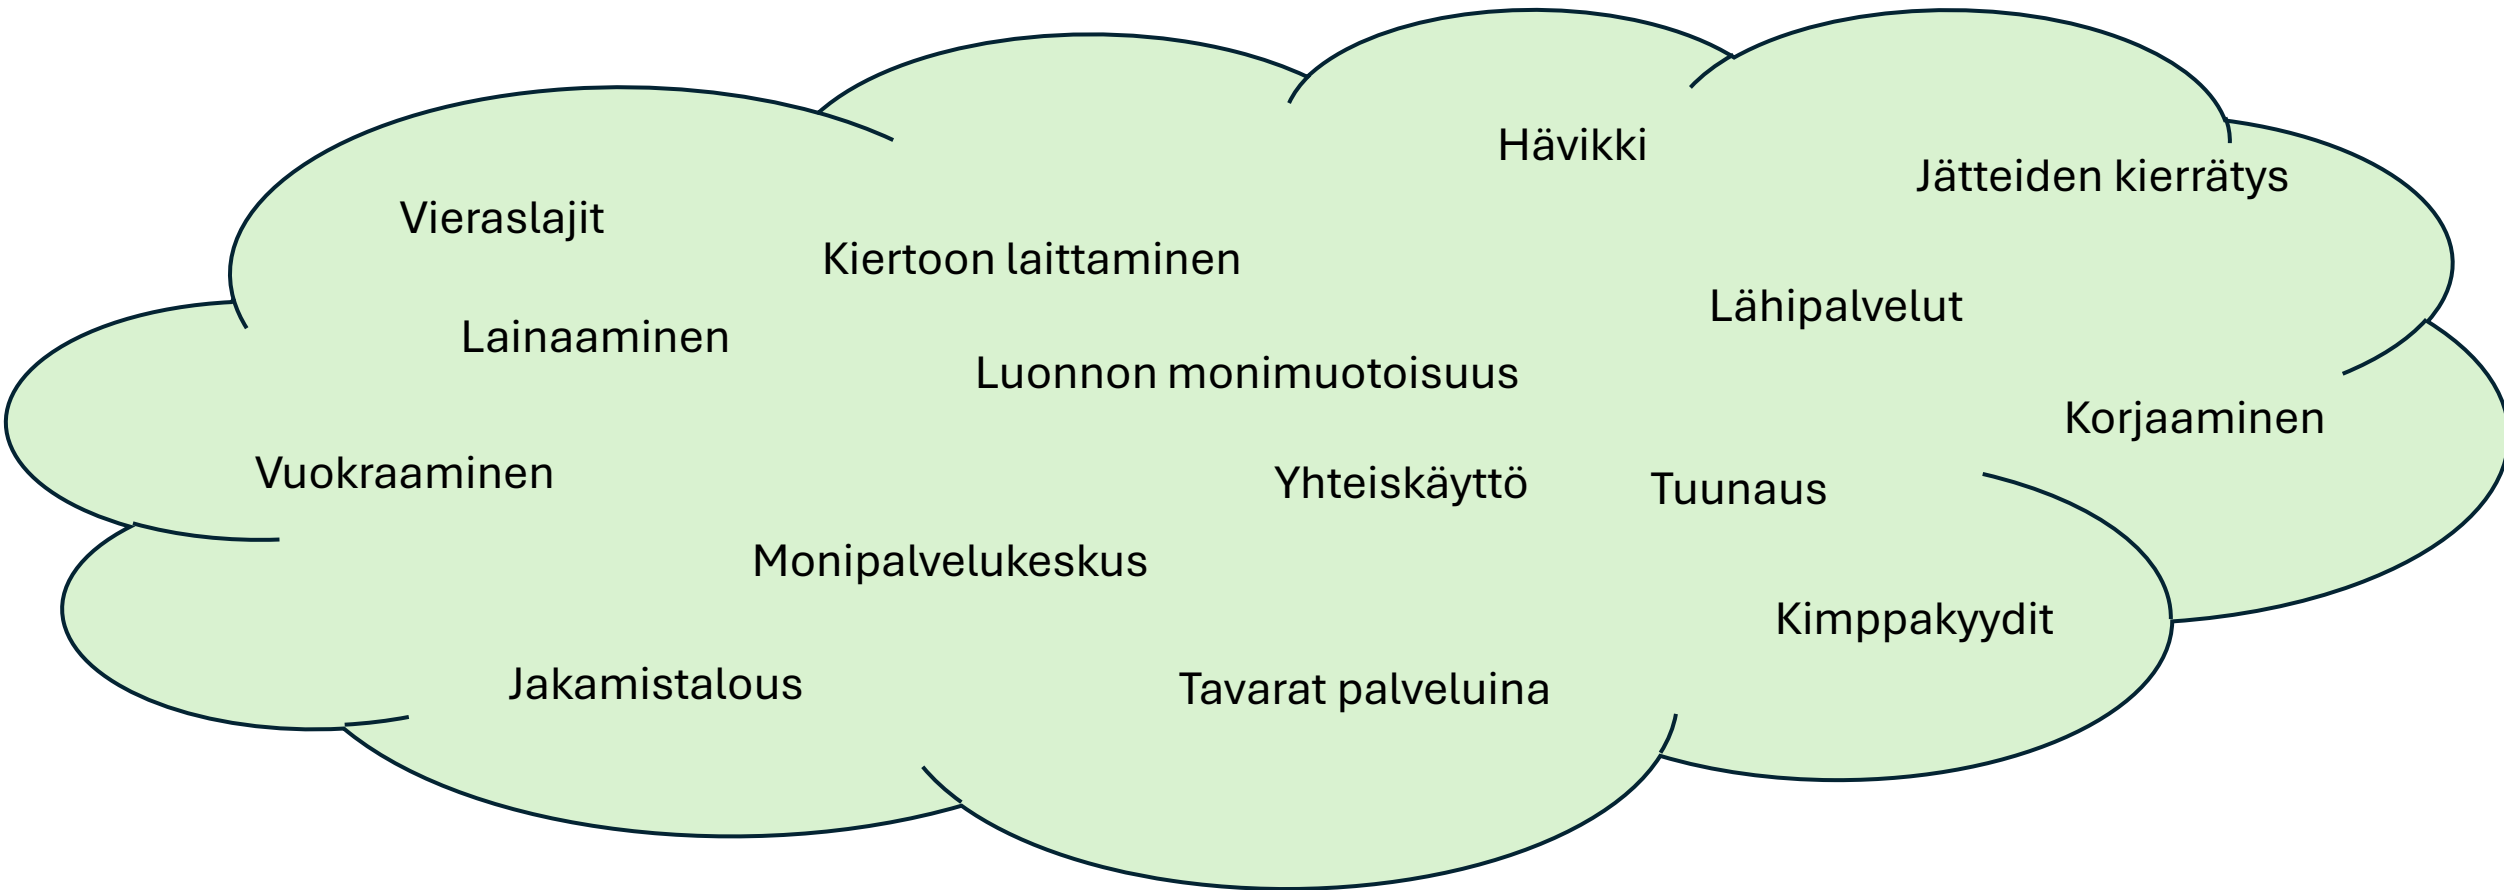 Hävikki
Jätteiden kierrätys
Vieraslajit
Kiertoon laittaminen
Lähipalvelut
Lainaaminen
Luonnon monimuotoisuus
Korjaaminen
Vuokraaminen
Yhteiskäyttö
Tuunaus
Monipalvelukeskus
Kimppakyydit
Jakamistalous
Tavarat palveluina